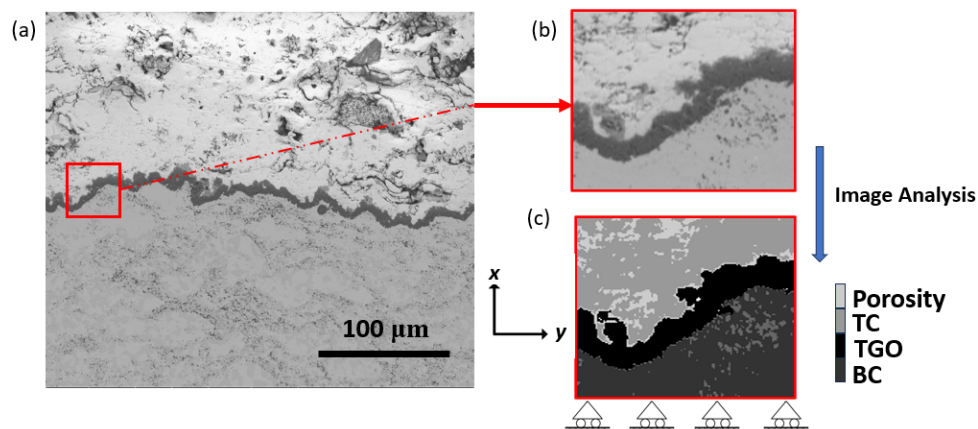 (a)
(b)
100 μm
Image Analysis
(c)
x
y
Porosity
TC
TGO
BC